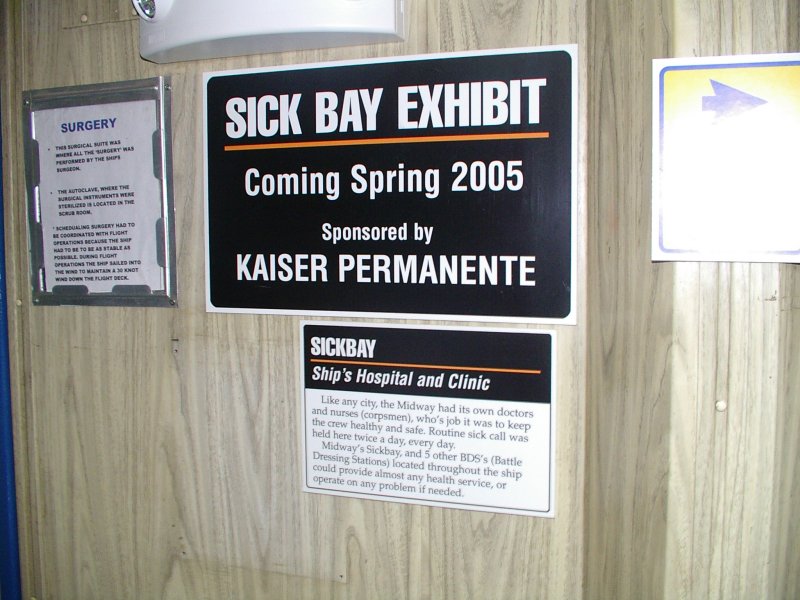 SURGERY
• THIS SURGICAL SUITE WAS
WHERE ALL THE 'SURGERY' WAS
PERFORMED BY THE SHIPS
SURGEON.
• THE AUTOCLAVE, WHERE THE
SURGICAL INSTRUMENTS WERE
STERILIZED IS LOCATED IN THE
SCRUB ROOM.
* SCHEDUALING SURGERY HAD TO
BE COORDINATED WITH FLIGHT
OPERATIONS BECAUSE THE SHIP
HAD TO BE TO BE AS STABLE AS
POSSIBLE. DURING FLIGHT
OPERATIONS THE SHIP SAILED INTO
THE WIND TO MAINTAIN A 30 KNOT
WIND DOWN THE FLIGHT DECK.
SICK BAY EXHIBIT
Coming Spring 2005
Sponsored by
KAISER PERMANENTE
SICKBAY
Ship's Hospital and Clinic
Like any city, the Midway had its own doctors
and nurses (corpsmen), who's job it was to keep
the crew healthy and safe. Routine sick call was
held here twice a day, every day.
Midway's Sickbay, and 5 other BDS's (Battle
Dressing Stations) located throughout the ship
could provide almost any health service, or
operate on any problem if needed.